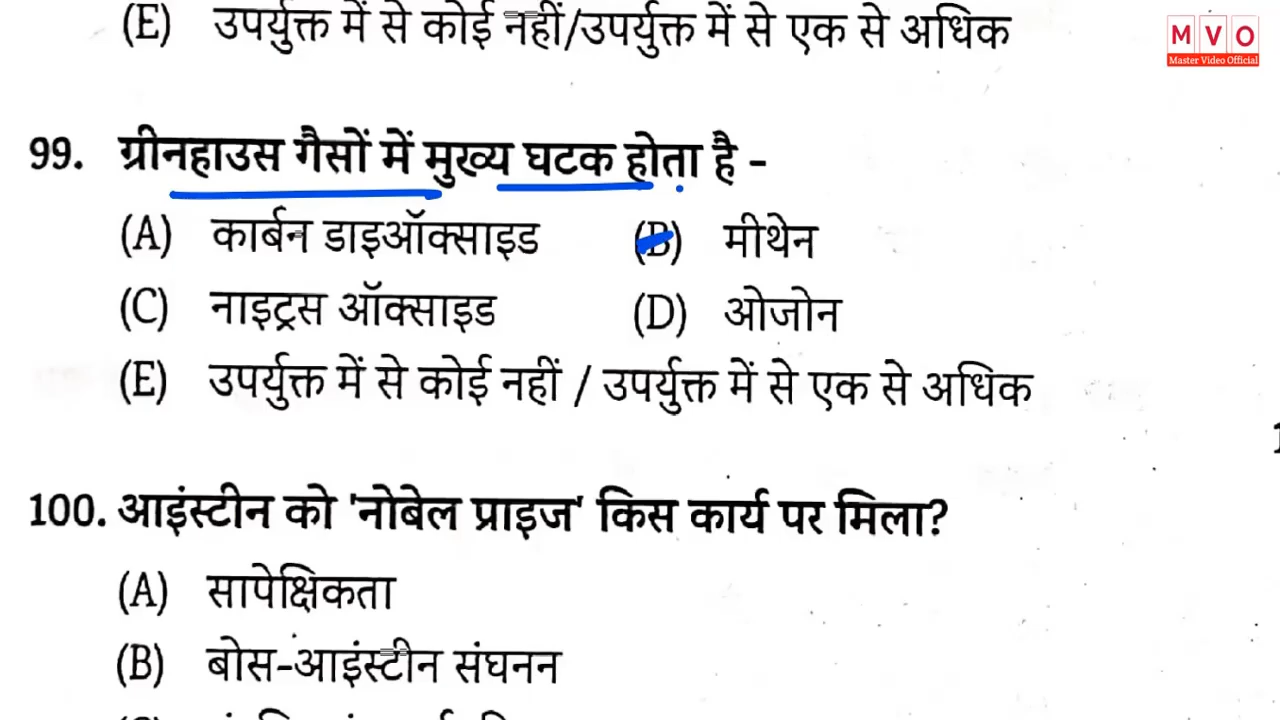 (E) उपर्युक्त में से कोई नहीं/उपर्युक्त में से एक से अधिक
M V O
Master Video Official
99. ग्रीनहाउस गैसों में मुख्य घटक होता है -
(A) कार्बन डाइऑक्साइड (B) मीथेन
(C) नाइट्रस ऑक्साइड (D) ओजोन
(E) उपर्युक्त में से कोई नहीं / उपर्युक्त में से एक से अधिक
100. आइंस्टीन को 'नोबेल प्राइज' किस कार्य पर मिला?
(A) सापेक्षिकता
(B) बोस-आइंस्टीन संघनन